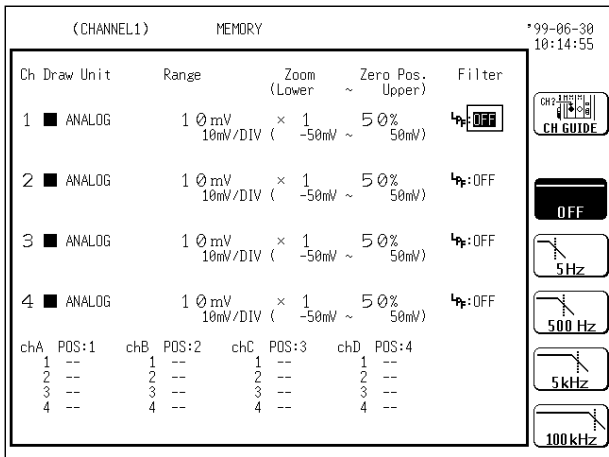 (CHANNEL1) MEMORY '99-06-30
10:14:55
Ch Draw Unit Range Zoom Zero Pos. Filter
(Lower ~ Upper)
1 ■ ANALOG 10mV × 1 50% LPF:OFF
10mV/DIV ( -50mV ~ 50mV)
2 ■ ANALOG 10mV × 1 50% LPF:OFF
10mV/DIV ( -50mV ~ 50mV)
3 ■ ANALOG 10mV × 1 50% LPF:OFF
10mV/DIV ( -50mV ~ 50mV)
4 ■ ANALOG 10mV × 1 50% LPF:OFF
10mV/DIV ( -50mV ~ 50mV)
chA POS:1 chB POS:2 chC POS:3 chD POS:4
1 -- 1 -- 1 -- 1 --
2 -- 2 -- 2 -- 2 --
3 -- 3 -- 3 -- 3 --
4 -- 4 -- 4 -- 4 --
CH?
CH GUIDE
OFF
5Hz
500 Hz
5kHz
100kHz